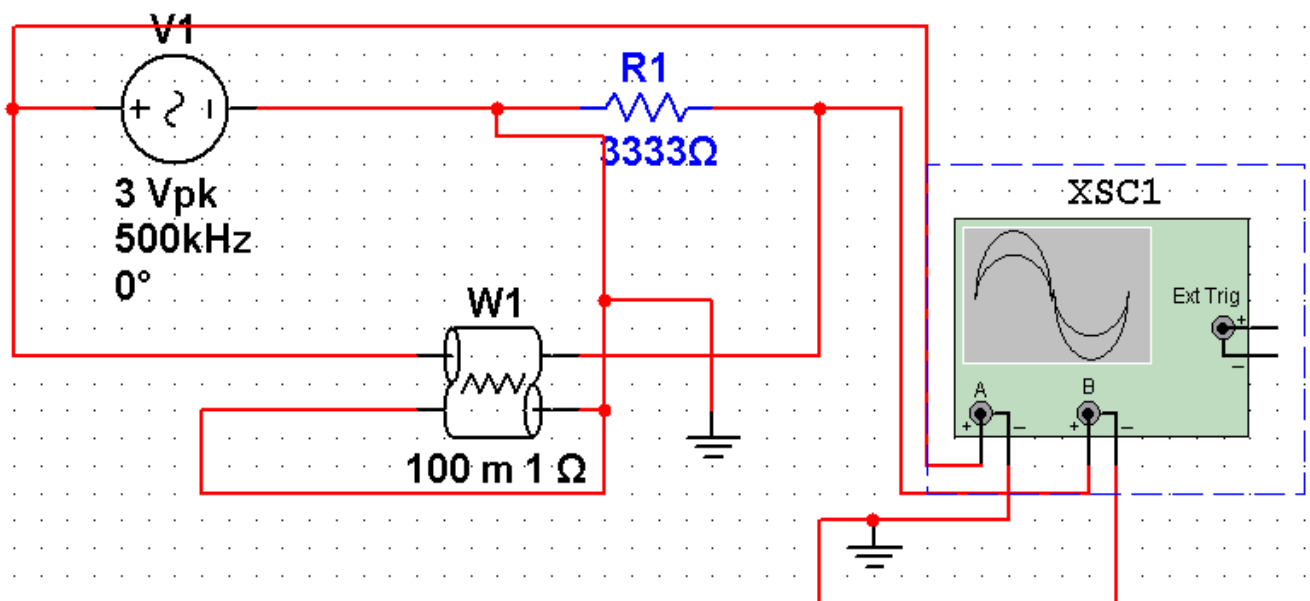 V1
R1
3333Ω
3 Vpk
500kHz
0°
W1
100 m 1 Ω
XSC1
Ext Trig
A
B